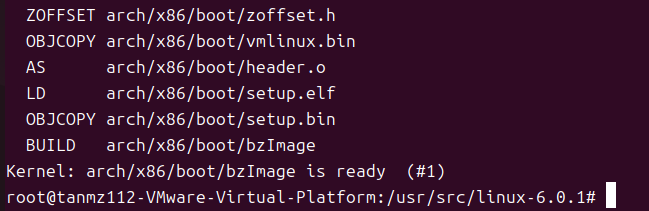 ZOFFSET arch/x86/boot/zoffset.h
OBJCOPY arch/x86/boot/vmlinux.bin
AS      arch/x86/boot/header.o
LD      arch/x86/boot/setup.elf
OBJCOPY arch/x86/boot/setup.bin
BUILD   arch/x86/boot/bzImage
Kernel: arch/x86/boot/bzImage is ready  (#1)
root@tanmz112-VMware-Virtual-Platform:/usr/src/linux-6.0.1#